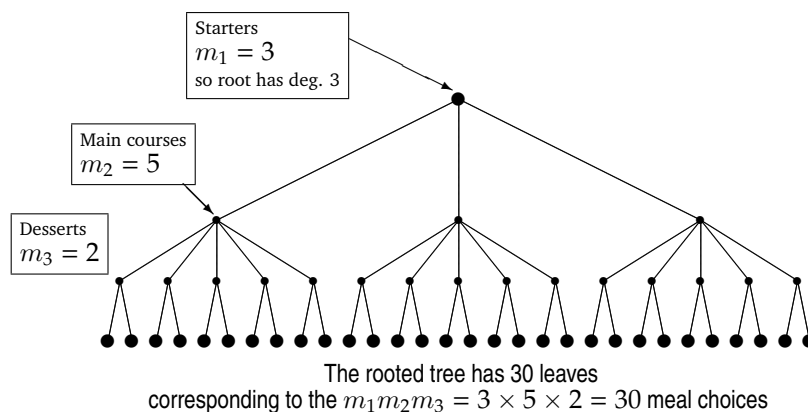 Starters
m₁ = 3
so root has deg. 3
Main courses
m₂ = 5
Desserts
m₃ = 2
The rooted tree has 30 leaves
corresponding to the m₁m₂m₃ = 3 × 5 × 2 = 30 meal choices